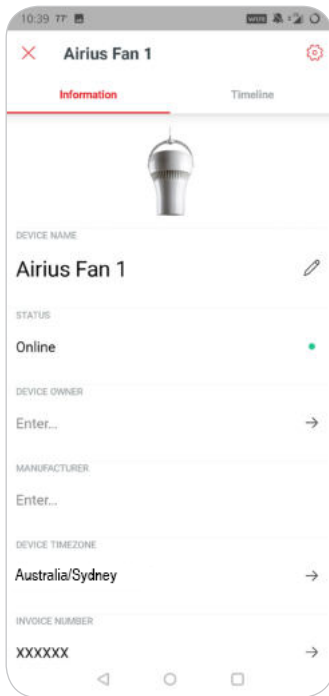 10:39 77°
Airius Fan 1
Information
Timeline
DEVICE NAME
Airius Fan 1
STATUS
Online
DEVICE OWNER
Enter...
MANUFACTURER
Enter...
DEVICE TIMEZONE
Australia/Sydney
INVOICE NUMBER
XXXXXX